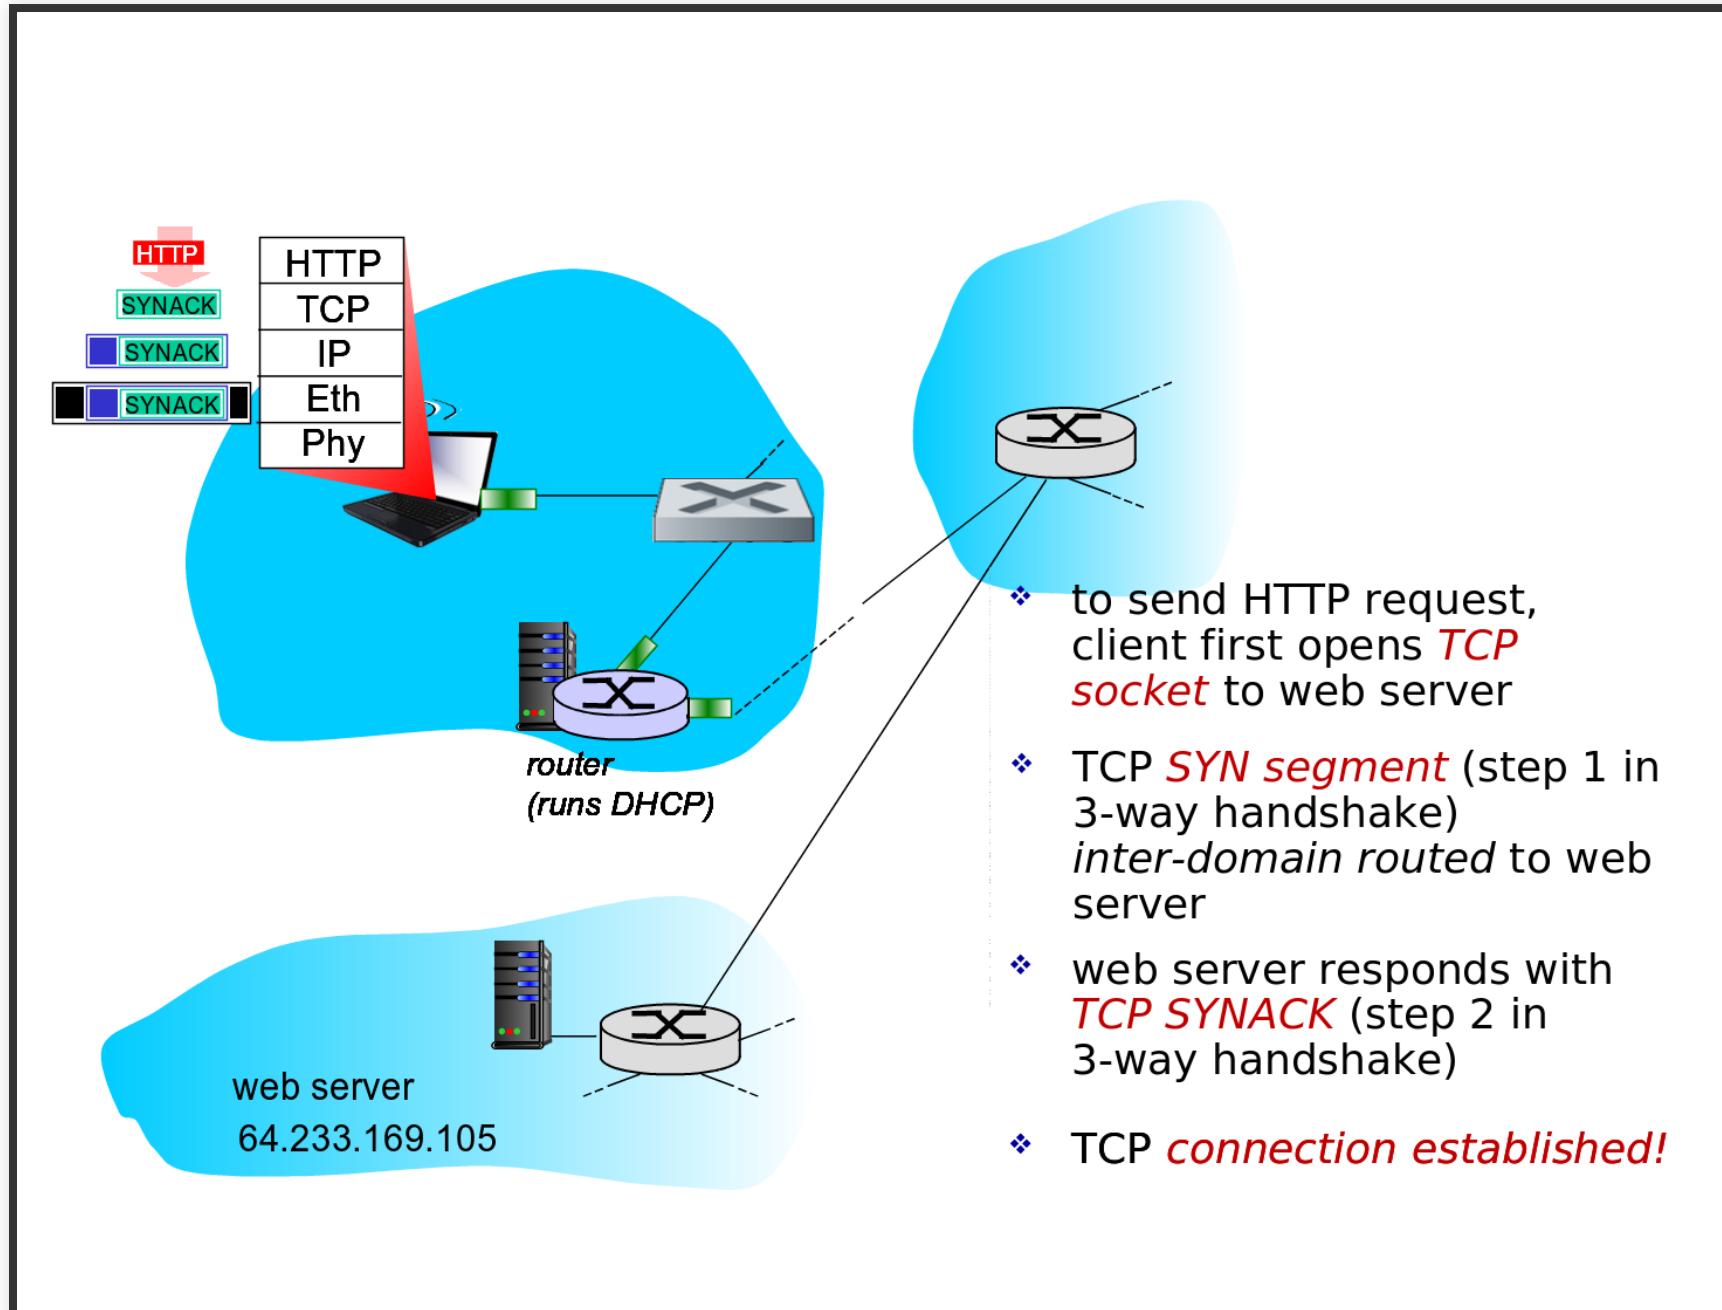 HTTP
SYNACK
SYNACK
SYNACK
HTTP
TCP
IP
Eth
Phy
router
(runs DHCP)
web server
64.233.169.105
to send HTTP request,
client first opens TCP
socket to web server
TCP SYN segment (step 1 in
3-way handshake)
inter-domain routed to web
server
web server responds with
TCP SYNACK (step 2 in
3-way handshake)
TCP connection established!